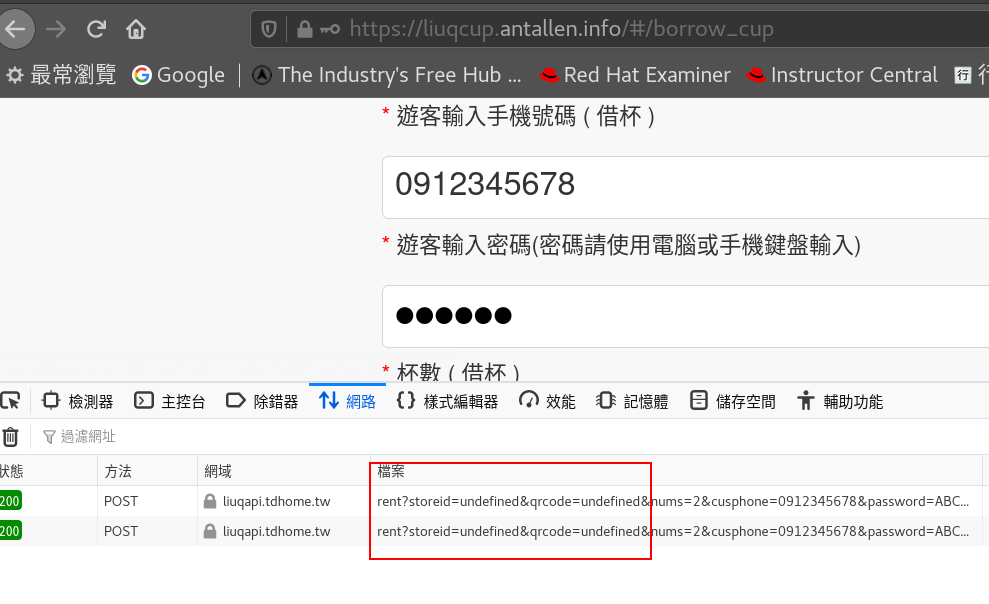 https://liuqcup.antallen.info/#/borrow_cup
最常瀏覽 Google The Industry's Free Hub ... Red Hat Examiner Instructor Central 行
* 遊客輸入手機號碼 ( 借杯 )
0912345678
* 遊客輸入密碼(密碼請使用電腦或手機鍵盤輸入)
●●●●●●
* 杯數 ( 借杯 )
檢測器 主控台 除錯器 網路 樣式編輯器 效能 記憶體 儲存空間 輔助功能
過濾網址
狀態 方法 網域 檔案
200 POST liuqapi.tdhome.tw rent?storeid=undefined&qrcode=undefined&nums=2&cusphone=0912345678&password=ABC...
200 POST liuqapi.tdhome.tw rent?storeid=undefined&qrcode=undefined&nums=2&cusphone=0912345678&password=ABC...